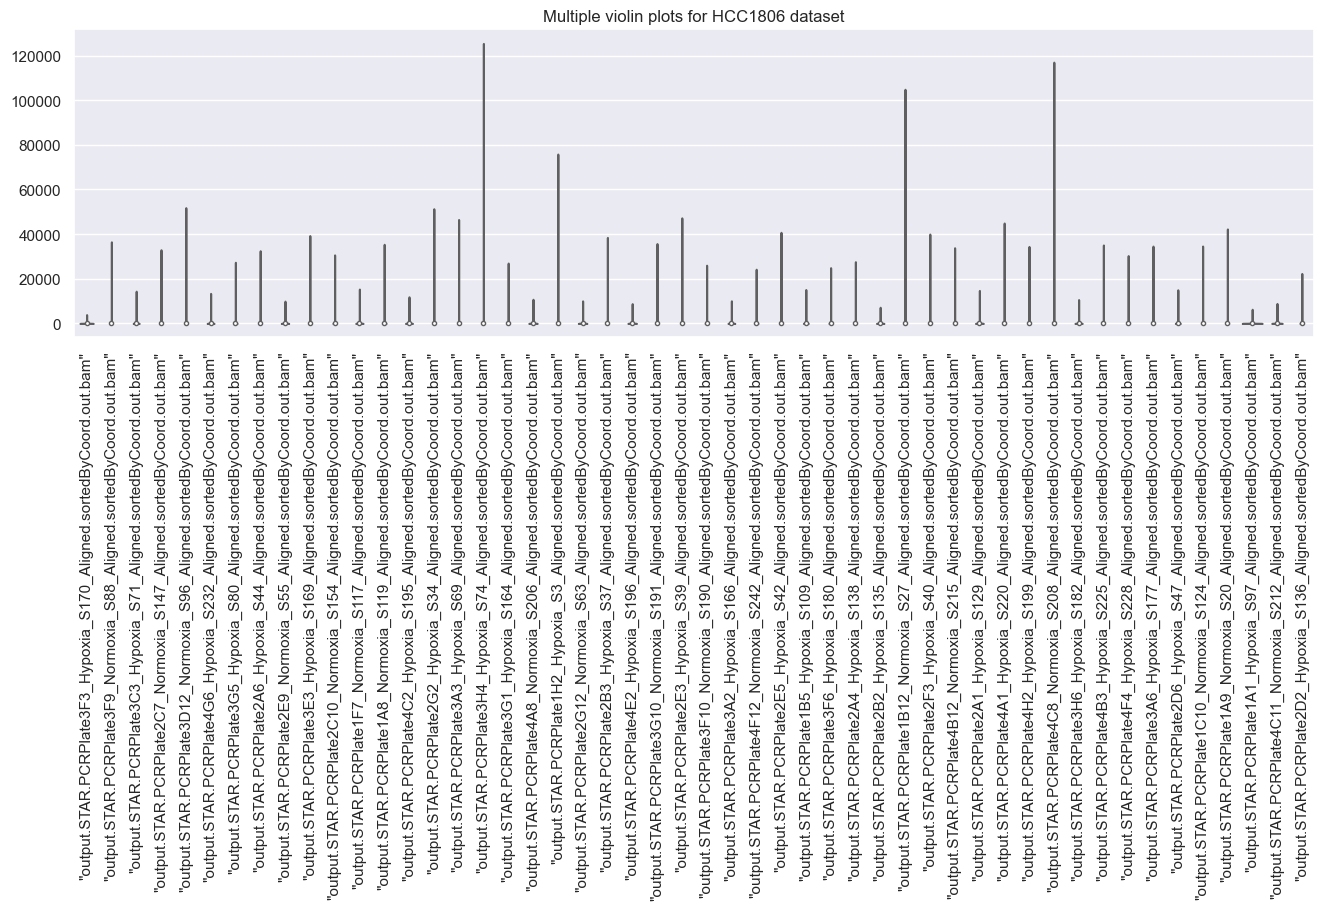 Multiple violin plots for HCC1806 dataset
120000
100000
80000
60000
40000
20000
0
"output.STAR.PCRPlate3F3_Hypoxia_S170_Aligned.sortedByCoord.out.bam"
"output.STAR.PCRPlate3F9_Normoxia_S88_Aligned.sortedByCoord.out.bam"
"output.STAR.PCRPlate3C3_Hypoxia_S71_Aligned.sortedByCoord.out.bam"
"output.STAR.PCRPlate2C7_Normoxia_S147_Aligned.sortedByCoord.out.bam"
"output.STAR.PCRPlate3D12_Normoxia_S96_Aligned.sortedByCoord.out.bam"
"output.STAR.PCRPlate4G6_Hypoxia_S232_Aligned.sortedByCoord.out.bam"
"output.STAR.PCRPlate3G5_Hypoxia_S80_Aligned.sortedByCoord.out.bam"
"output.STAR.PCRPlate2A6_Hypoxia_S44_Aligned.sortedByCoord.out.bam"
"output.STAR.PCRPlate2E9_Normoxia_S5_Aligned.sortedByCoord.out.bam"
"output.STAR.PCRPlate3E3_Hypoxia_S169_Aligned.sortedByCoord.out.bam"
"output.STAR.PCRPlate2C10_Normoxia_S154_Aligned.sortedByCoord.out.bam"
"output.STAR.PCRPlate1F7_Normoxia_S117_Aligned.sortedByCoord.out.bam"
"output.STAR.PCRPlate1A8_Normoxia_S119_Aligned.sortedByCoord.out.bam"
"output.STAR.PCRPlate4C2_Hypoxia_S195_Aligned.sortedByCoord.out.bam"
"output.STAR.PCRPlate2G2_Hypoxia_S34_Aligned.sortedByCoord.out.bam"
"output.STAR.PCRPlate3A3_Hypoxia_S69_Aligned.sortedByCoord.out.bam"
"output.STAR.PCRPlate3H4_Hypoxia_S74_Aligned.sortedByCoord.out.bam"
"output.STAR.PCRPlate3G1_Hypoxia_S164_Aligned.sortedByCoord.out.bam"
"output.STAR.PCRPlate4A8_Normoxia_S206_Aligned.sortedByCoord.out.bam"
"output.STAR.PCRPlate1H2_Hypoxia_S3_Aligned.sortedByCoord.out.bam"
"output.STAR.PCRPlate2G12_Normoxia_S63_Aligned.sortedByCoord.out.bam"
"output.STAR.PCRPlate2B3_Hypoxia_S37_Aligned.sortedByCoord.out.bam"
"output.STAR.PCRPlate4E2_Hypoxia_S196_Aligned.sortedByCoord.out.bam"
"output.STAR.PCRPlate3G10_Normoxia_S191_Aligned.sortedByCoord.out.bam"
"output.STAR.PCRPlate2E3_Hypoxia_S39_Aligned.sortedByCoord.out.bam"
"output.STAR.PCRPlate3F10_Normoxia_S190_Aligned.sortedByCoord.out.bam"
"output.STAR.PCRPlate3A2_Hypoxia_S166_Aligned.sortedByCoord.out.bam"
"output.STAR.PCRPlate4F12_Normoxia_S242_Aligned.sortedByCoord.out.bam"
"output.STAR.PCRPlate2E5_Hypoxia_S42_Aligned.sortedByCoord.out.bam"
"output.STAR.PCRPlate1B5_Hypoxia_S109_Aligned.sortedByCoord.out.bam"
"output.STAR.PCRPlate3F6_Hypoxia_S180_Aligned.sortedByCoord.out.bam"
"output.STAR.PCRPlate2A4_Hypoxia_S138_Aligned.sortedByCoord.out.bam"
"output.STAR.PCRPlate2B2_Hypoxia_S135_Aligned.sortedByCoord.out.bam"
"output.STAR.PCRPlate1B12_Normoxia_S27_Aligned.sortedByCoord.out.bam"
"output.STAR.PCRPlate2F3_Hypoxia_S40_Aligned.sortedByCoord.out.bam"
"output.STAR.PCRPlate4B12_Normoxia_S215_Aligned.sortedByCoord.out.bam"
"output.STAR.PCRPlate2A1_Hypoxia_S129_Aligned.sortedByCoord.out.bam"
"output.STAR.PCRPlate4A1_Hypoxia_S220_Aligned.sortedByCoord.out.bam"
"output.STAR.PCRPlate4H2_Hypoxia_S199_Aligned.sortedByCoord.out.bam"
"output.STAR.PCRPlate4C8_Normoxia_S208_Aligned.sortedByCoord.out.bam"
"output.STAR.PCRPlate3H6_Hypoxia_S182_Aligned.sortedByCoord.out.bam"
"output.STAR.PCRPlate4B3_Hypoxia_S225_Aligned.sortedByCoord.out.bam"
"output.STAR.PCRPlate4F4_Hypoxia_S228_Aligned.sortedByCoord.out.bam"
"output.STAR.PCRPlate3A6_Hypoxia_S177_Aligned.sortedByCoord.out.bam"
"output.STAR.PCRPlate2D6_Hypoxia_S47_Aligned.sortedByCoord.out.bam"
"output.STAR.PCRPlate1C10_Normoxia_S124_Aligned.sortedByCoord.out.bam"
"output.STAR.PCRPlate1A9_Normoxia_S20_Aligned.sortedByCoord.out.bam"
"output.STAR.PCRPlate1A1_Hypoxia_S97_Aligned.sortedByCoord.out.bam"
"output.STAR.PCRPlate4C11_Normoxia_S212_Aligned.sortedByCoord.out.bam"
"output.STAR.PCRPlate2D2_Hypoxia_S136_Aligned.sortedByCoord.out.bam"